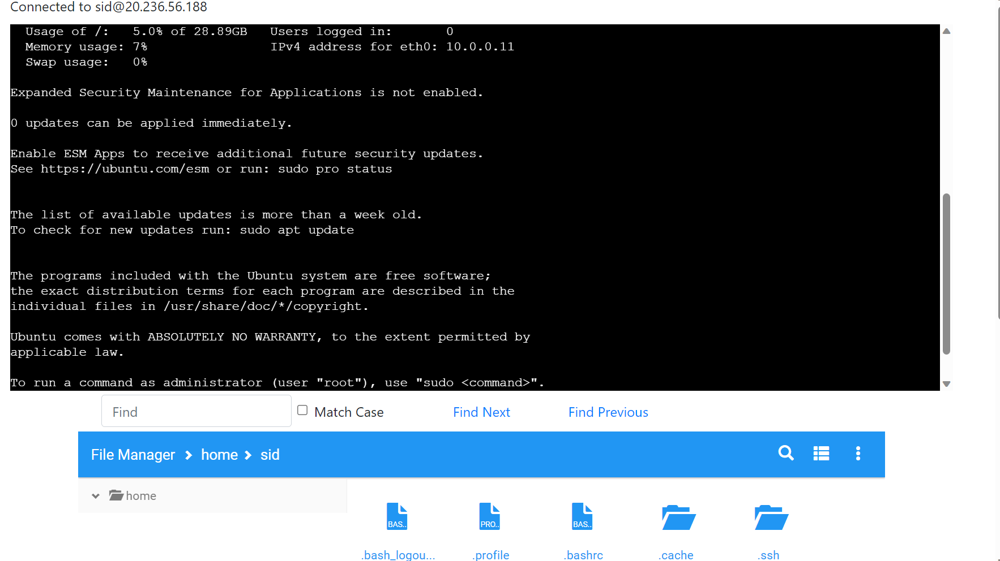 Connected to sid@20.236.56.188
Usage of /: 5.0% of 28.89GB Users logged in: 0
Memory usage: 7% IPv4 address for eth0: 10.0.0.11
Swap usage: 0%
Expanded Security Maintenance for Applications is not enabled.
0 updates can be applied immediately.
Enable ESM Apps to receive additional future security updates.
See https://ubuntu.com/esm or run: sudo pro status
The list of available updates is more than a week old.
To check for new updates run: sudo apt update
The programs included with the Ubuntu system are free software;
the exact distribution terms for each program are described in the
individual files in /usr/share/doc/*/copyright.
Ubuntu comes with ABSOLUTELY NO WARRANTY, to the extent permitted by
applicable law.
To run a command as administrator (user "root"), use "sudo <command>".
Find Match Case Find Next Find Previous
File Manager home sid
home
BAS.. PRO.. BAS..
.bash_logou... .profile .bashrc .cache .ssh